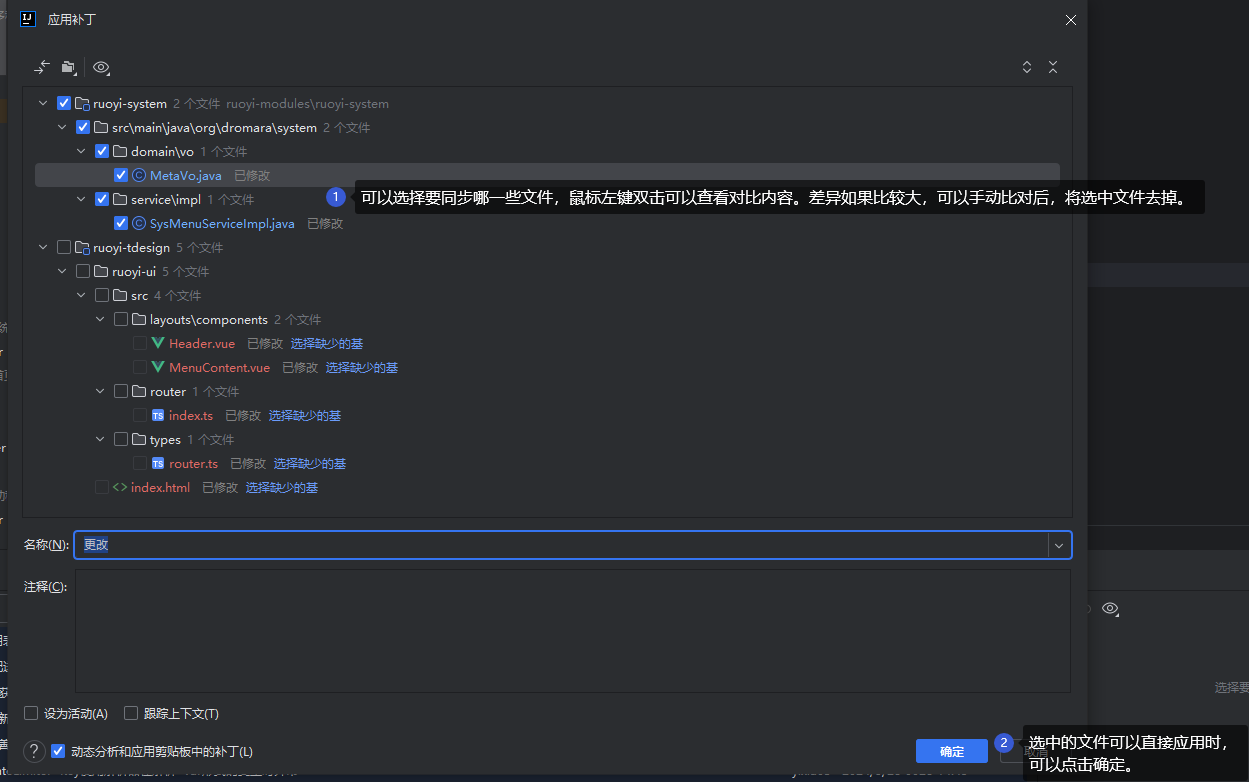 应用补丁
ruoyi-system 2 个文件 ruoyi-modules\ruoyi-system
src\main\java\org\dromara\system 2 个文件
domain\vo 1 个文件
MetaVo.java 已修改
1 可以选择要同步哪一些文件，鼠标左键双击可以查看对比内容。差异如果比较大，可以手动比对后，将选中文件去掉。
service\impl 1 个文件
SysMenuServiceImpl.java 已修改
ruoyi-tdesign 5 个文件
ruoyi-ui 5 个文件
src 4 个文件
layouts\components 2 个文件
Header.vue 已修改 选择缺少的基
MenuContent.vue 已修改 选择缺少的基
router 1 个文件
TS index.ts 已修改 选择缺少的基
types 1 个文件
TS router.ts 已修改 选择缺少的基
index.html 已修改 选择缺少的基
名称(N): 更改
注释(C):
选择要
设为活动(A) 跟踪上下文(T)
? 动态分析和应用剪贴板中的补丁(L)
确定
2 选中的文件可以直接应用时，
可以点击确定。